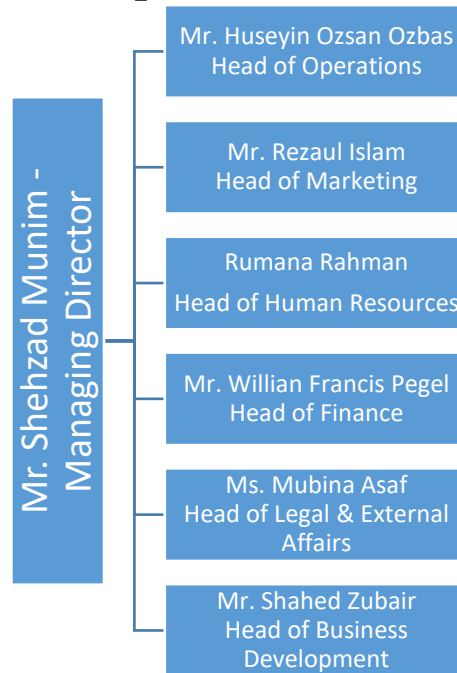 Mr. Shehzad Munim -
Managing Director
Mr. Huseyin Ozsan Ozbas
Head of Operations
Mr. Rezaul Islam
Head of Marketing
Rumana Rahman
Head of Human Resources
Mr. Willian Francis Pegel
Head of Finance
Ms. Mubina Asaf
Head of Legal & External
Affairs
Mr. Shahed Zubair
Head of Business
Development